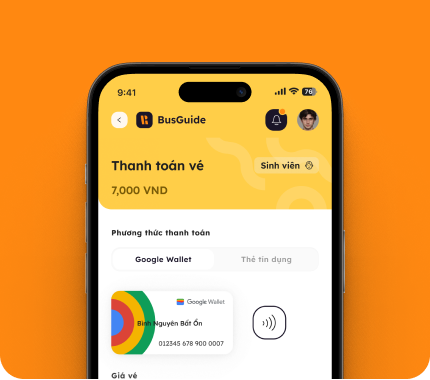 9:41
76
BusGuide
Thanh toán vé
Sinh viên
7,000 VND
Phương thức thanh toán
Google Wallet
Thẻ tín dụng
Google Wallet
Bình Nguyên Bất Ổn
012345 678 900 0007
Giá vé